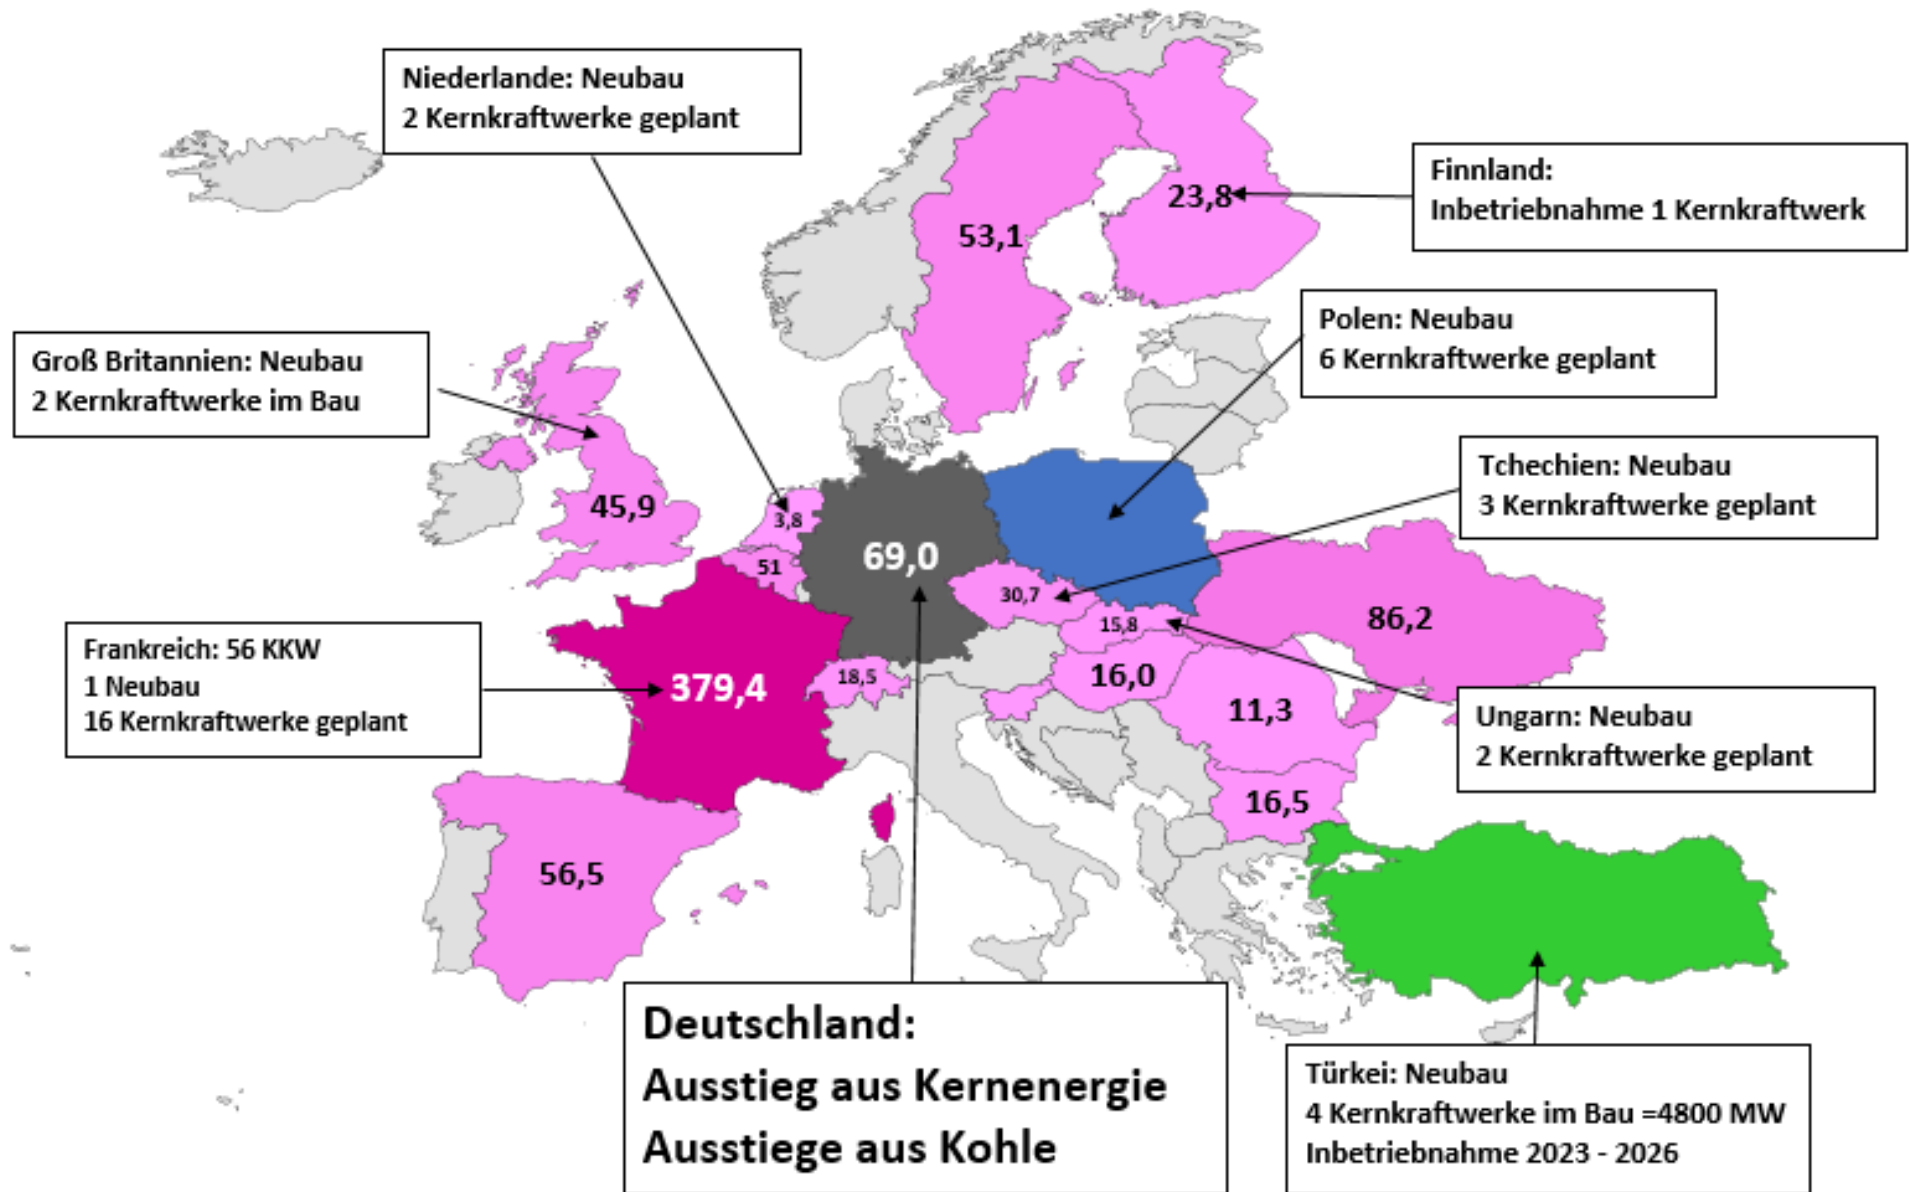 Niederlande: Neubau
2 Kernkraftwerke geplant
Finnland:
Inbetriebnahme 1 Kernkraftwerk
23,8
53,1
Polen: Neubau
6 Kernkraftwerke geplant
Groß Britannien: Neubau
2 Kernkraftwerke im Bau
Tchechien: Neubau
3 Kernkraftwerke geplant
45,9
3,8
51
69,0
30,7
15,8
86,2
Frankreich: 56 KKW
1 Neubau
16 Kernkraftwerke geplant
379,4
18,5
16,0
11,3
Ungarn: Neubau
2 Kernkraftwerke geplant
16,5
56,5
Deutschland:
Ausstieg aus Kernenergie
Ausstiege aus Kohle
Türkei: Neubau
4 Kernkraftwerke im Bau =4800 MW
Inbetriebnahme 2023 - 2026